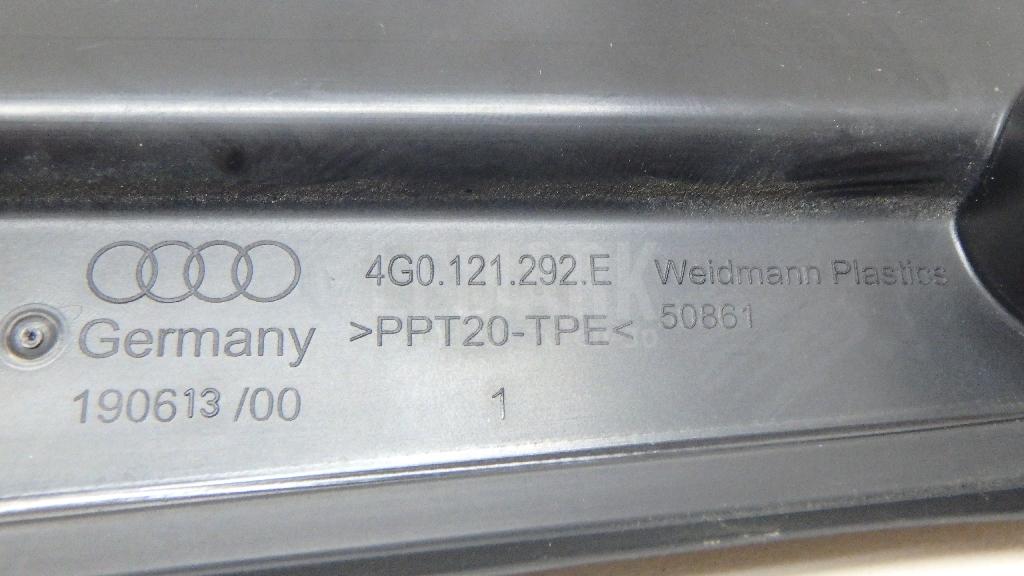 4G0.121.292.E
Weidmann Plastics
Germany
>PPT20-TPE<
50861
190613 /00
1